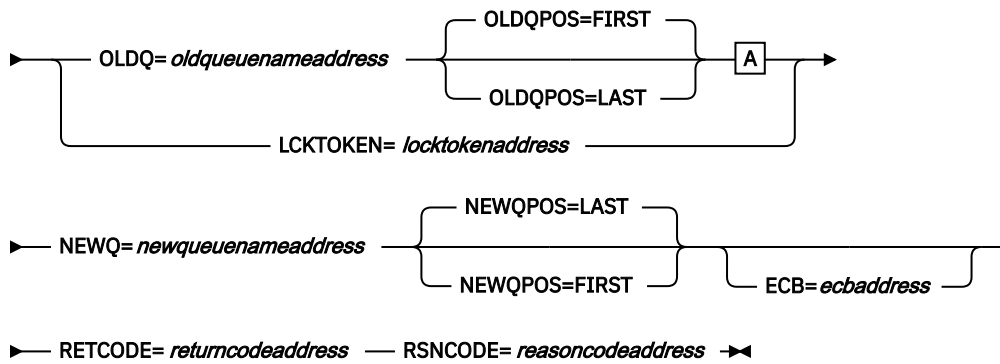 OLDQPOS=FIRST
OLDQ= oldqueuenameaddress
A
OLDQPOS=LAST
LCKTOKEN= locktokenaddress
NEWQPOS=LAST
NEWQ= newqueuenameaddress
NEWQPOS=FIRST
ECB= ecbaddress
RETCODE= returncodeaddress RSNCODE= reasoncodeaddress